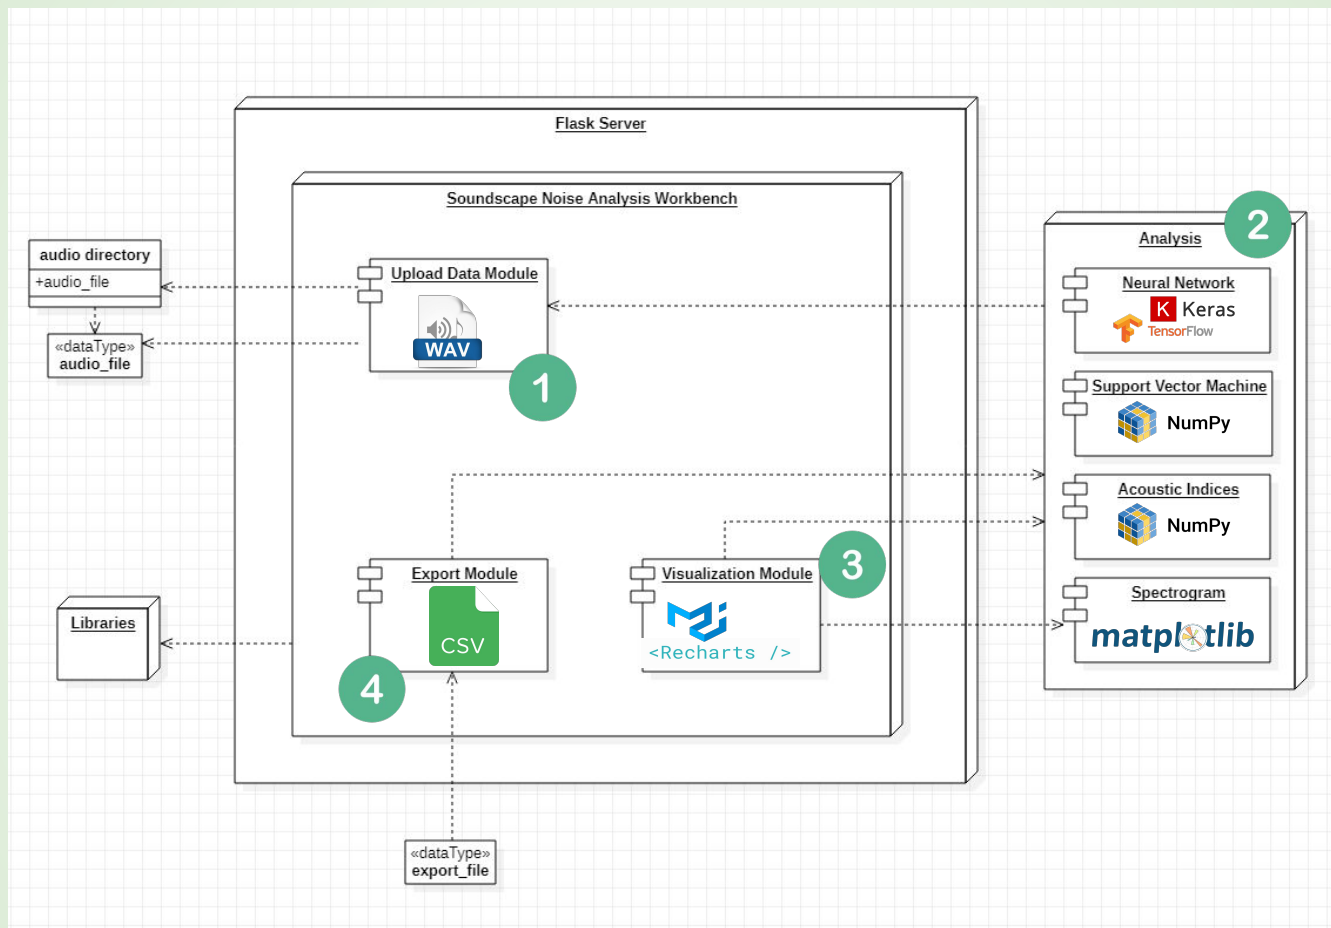 Flask Server
Soundscape Noise Analysis Workbench
audio directory
+audio_file
«dataType»
audio_file
Upload Data Module
WAV
1
2
Analysis
Neural Network
K Keras
TensorFlow
Support Vector Machine
NumPy
Acoustic Indices
NumPy
Spectrogram
matplotlib
Export Module
CSV
4
Visualization Module
<Recharts />
3
Libraries
«dataType»
export_file